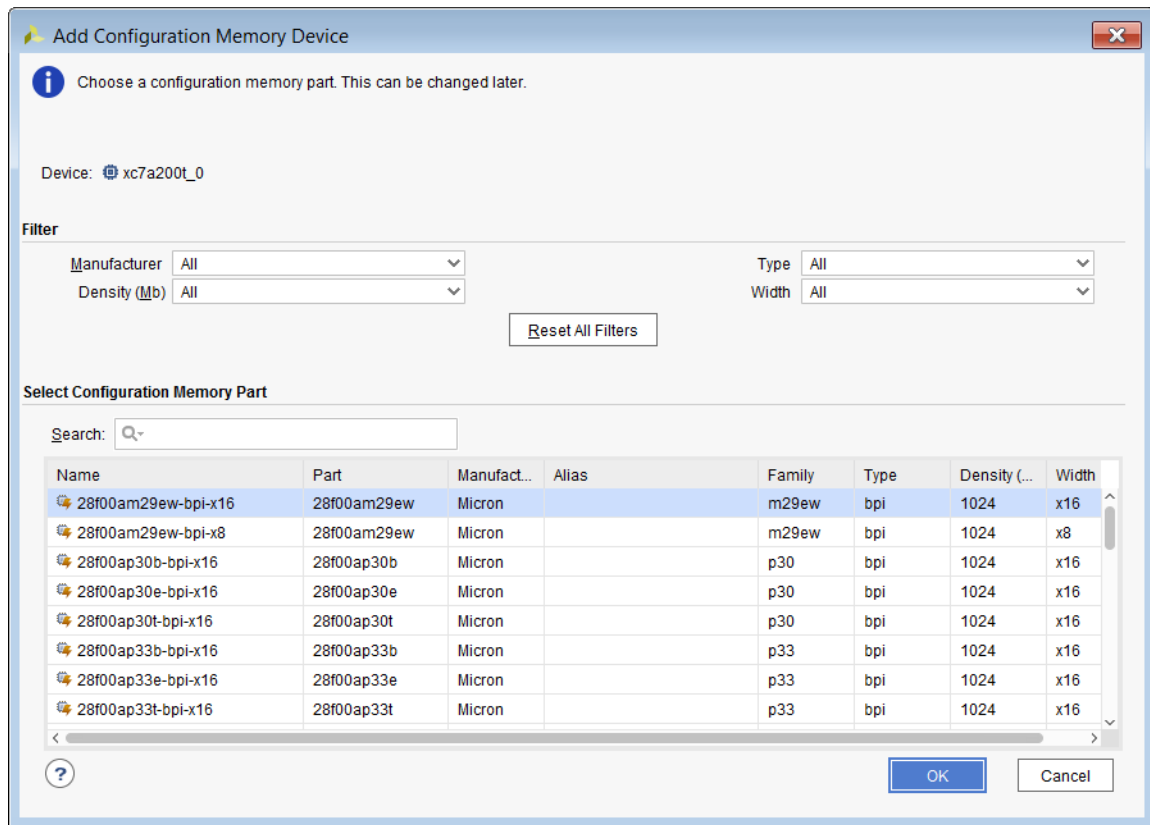 Add Configuration Memory Device
Choose a configuration memory part. This can be changed later.
Device: xc7a200t_0
Filter
Manufacturer All Type All
Density (Mb) All Width All
Reset All Filters
Select Configuration Memory Part
Search:
Name Part Manufact... Alias Family Type Density (... Width
28f00am29ew-bpi-x16 28f00am29ew Micron m29ew bpi 1024 x16
28f00am29ew-bpi-x8 28f00am29ew Micron m29ew bpi 1024 x8
28f00ap30b-bpi-x16 28f00ap30b Micron p30 bpi 1024 x16
28f00ap30e-bpi-x16 28f00ap30e Micron p30 bpi 1024 x16
28f00ap30t-bpi-x16 28f00ap30t Micron p30 bpi 1024 x16
28f00ap33b-bpi-x16 28f00ap33b Micron p33 bpi 1024 x16
28f00ap33e-bpi-x16 28f00ap33e Micron p33 bpi 1024 x16
28f00ap33t-bpi-x16 28f00ap33t Micron p33 bpi 1024 x16
? OK Cancel